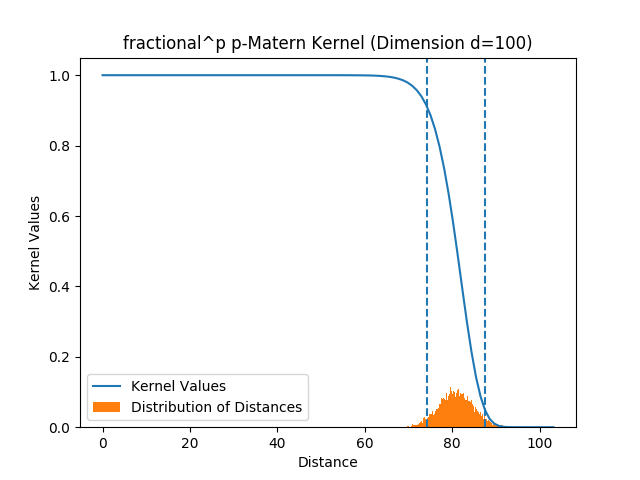 fractional^p p-Matern Kernel (Dimension d=100)
1.0
0.8
0.6
0.4
0.2
0.0
Kernel Values
Kernel Values
Distribution of Distances
0 20 40 60 80 100
Distance